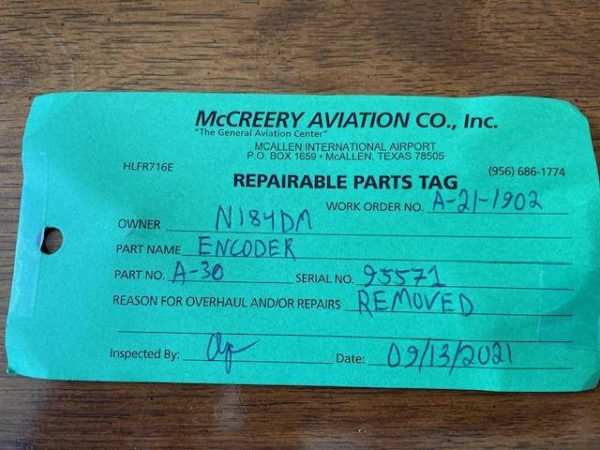 McCREERY AVIATION CO., Inc.
"The General Aviation Center"
MCALLEN INTERNATIONAL AIRPORT
P.O. BOX 1659 • McALLEN, TEXAS 78505
HLFR716E (956) 686-1774
REPAIRABLE PARTS TAG
WORK ORDER NO. A-21-1902
OWNER N184DM
PART NAME ENCODER
PART NO. A-30 SERIAL NO. 95571
REASON FOR OVERHAUL AND/OR REPAIRS REMOVED
Inspected By: Date: 09/13/2021